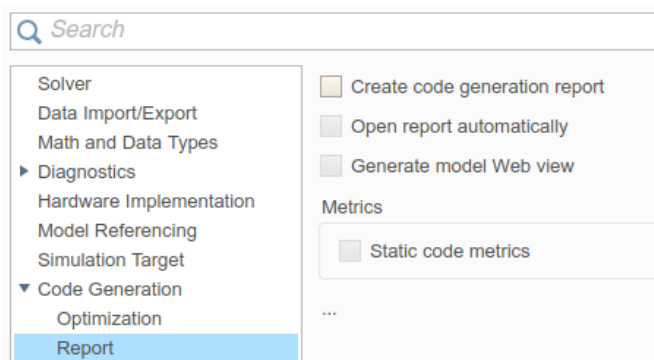 Search
Solver
Data Import/Export
Math and Data Types
Diagnostics
Hardware Implementation
Model Referencing
Simulation Target
Code Generation
Optimization
Report
Create code generation report
Open report automatically
Generate model Web view
Metrics
Static code metrics
...